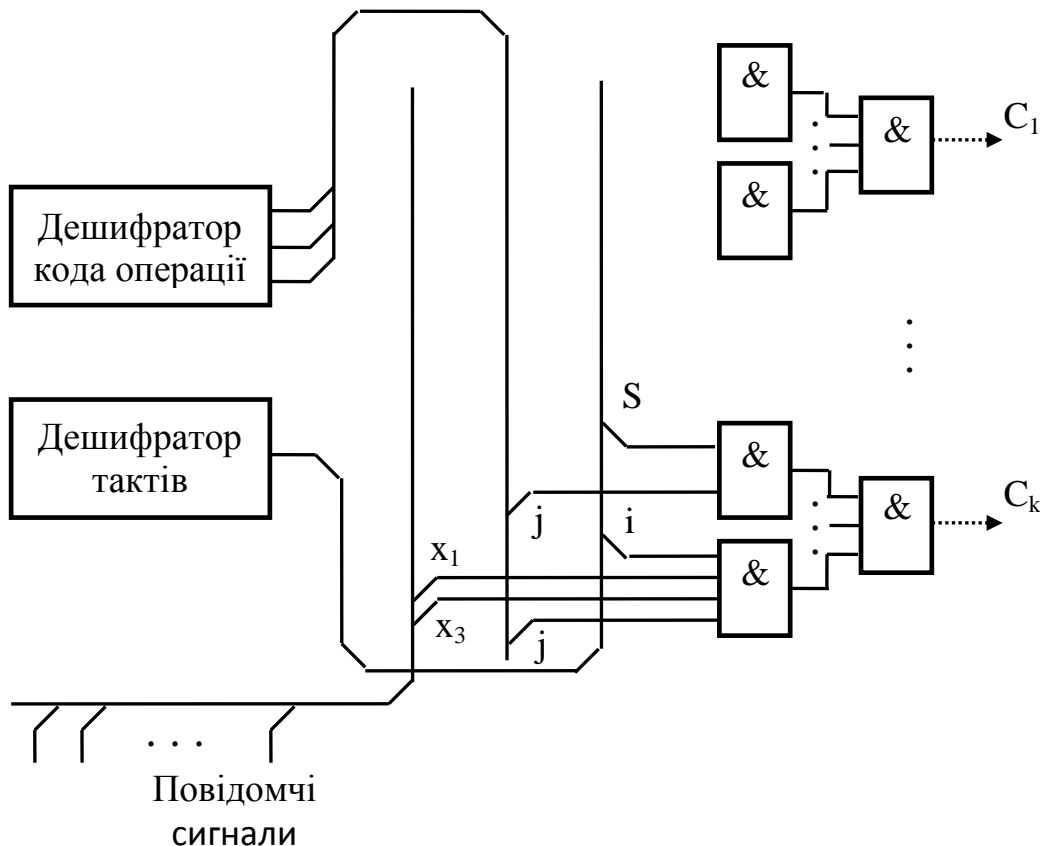 &
&
&
C1
Дешифратор
кода операції
. . .
Дешифратор
тактів
S
&
j
i
&
Ck
x1
&
x3
j
. . .
Повідомчі
сигнали